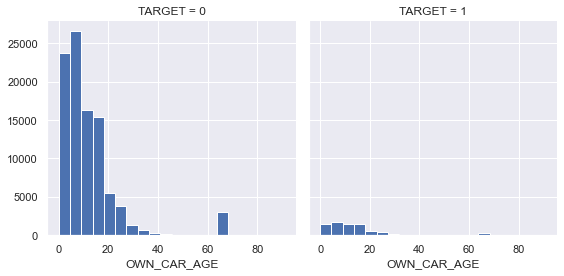 TARGET = 0
TARGET = 1
25000
20000
15000
10000
5000
0
0 20 40 60 80
0 20 40 60 80
OWN_CAR_AGE
OWN_CAR_AGE